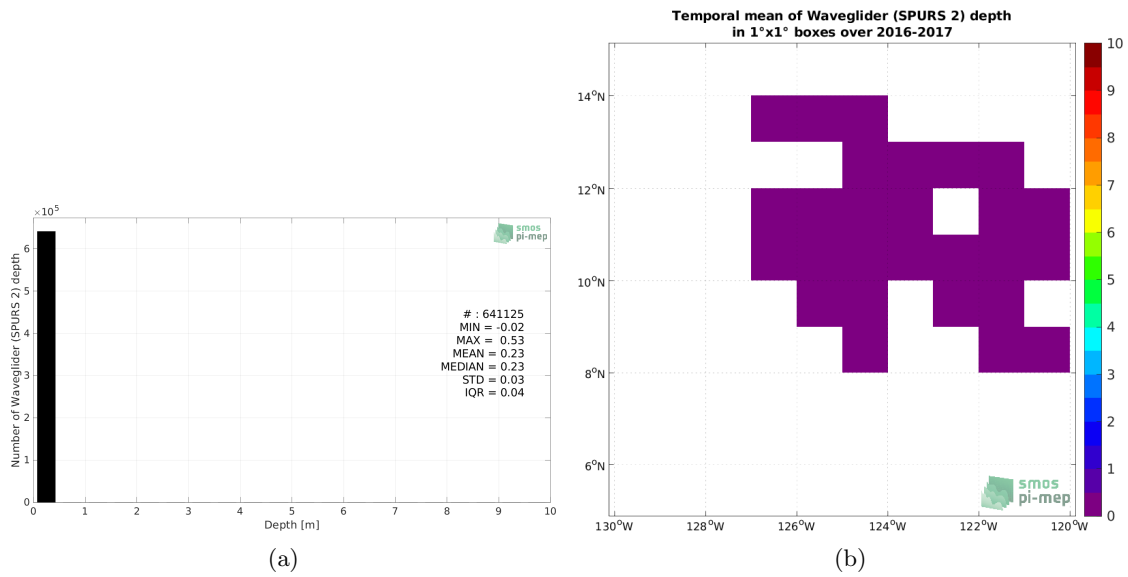 ×10⁵
Number of Waveglider (SPURS 2) depth
6
5
4
3
2
1
0
0 1 2 3 4 5 6 7 8 9 10
Depth [m]
smos
pi-mep
# : 641125
MIN = -0.02
MAX = 0.53
MEAN = 0.23
MEDIAN = 0.23
STD = 0.03
IQR = 0.04
(a)
Temporal mean of Waveglider (SPURS 2) depth
in 1°x1° boxes over 2016-2017
14°N
12°N
10°N
8°N
6°N
130°W 128°W 126°W 124°W 122°W 120°W
smos
pi-mep
10
9
8
7
6
5
4
3
2
1
0
(b)